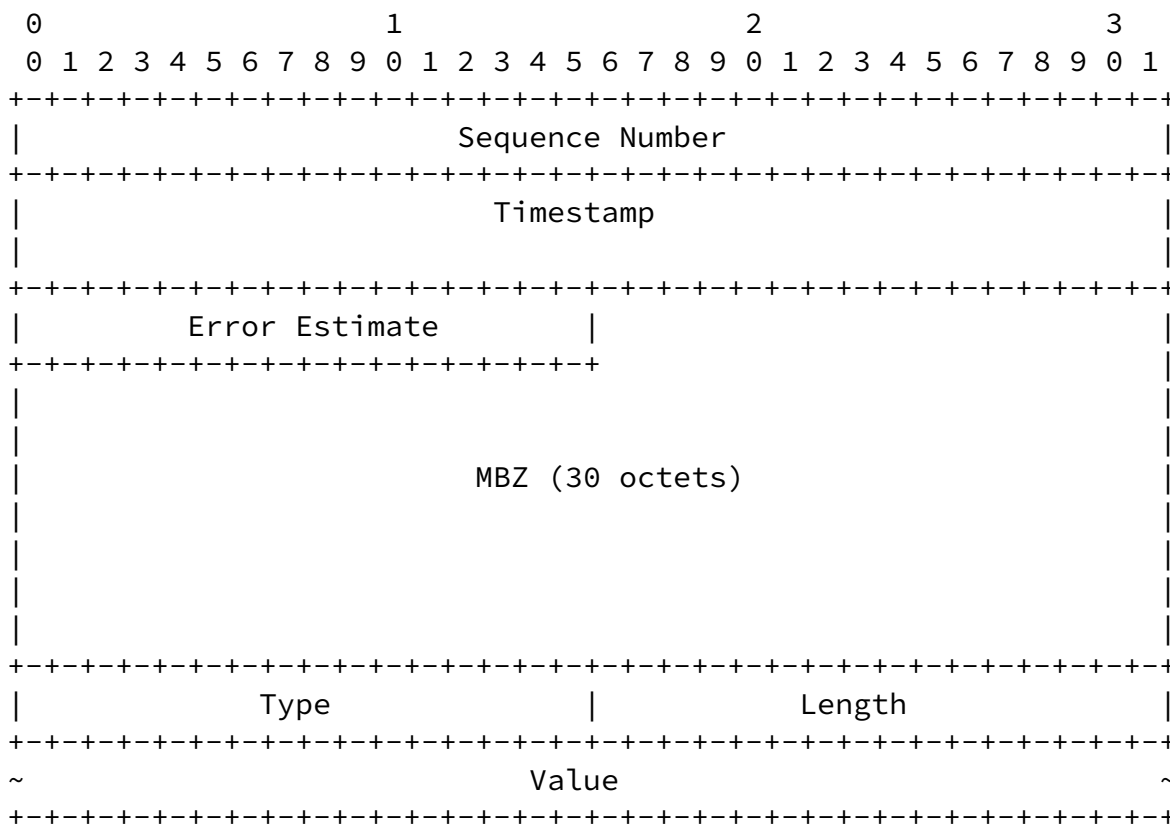 0                   1                   2                   3
 0 1 2 3 4 5 6 7 8 9 0 1 2 3 4 5 6 7 8 9 0 1 2 3 4 5 6 7 8 9 0 1
+-+-+-+-+-+-+-+-+-+-+-+-+-+-+-+-+-+-+-+-+-+-+-+-+-+-+-+-+-+-+-+-+
|                        Sequence Number                        |
+-+-+-+-+-+-+-+-+-+-+-+-+-+-+-+-+-+-+-+-+-+-+-+-+-+-+-+-+-+-+-+-+
|                          Timestamp                            |
|                                                               |
+-+-+-+-+-+-+-+-+-+-+-+-+-+-+-+-+-+-+-+-+-+-+-+-+-+-+-+-+-+-+-+-+
|         Error Estimate        |                               |
+-+-+-+-+-+-+-+-+-+-+-+-+-+-+-+-+                               |
|                                                               |
|                                                               |
|                         MBZ (30 octets)                       |
|                                                               |
|                                                               |
|                                                               |
|                                                               |
+-+-+-+-+-+-+-+-+-+-+-+-+-+-+-+-+-+-+-+-+-+-+-+-+-+-+-+-+-+-+-+-+
|             Type              |           Length              |
+-+-+-+-+-+-+-+-+-+-+-+-+-+-+-+-+-+-+-+-+-+-+-+-+-+-+-+-+-+-+-+-+
~                            Value                              ~
+-+-+-+-+-+-+-+-+-+-+-+-+-+-+-+-+-+-+-+-+-+-+-+-+-+-+-+-+-+-+-+-+